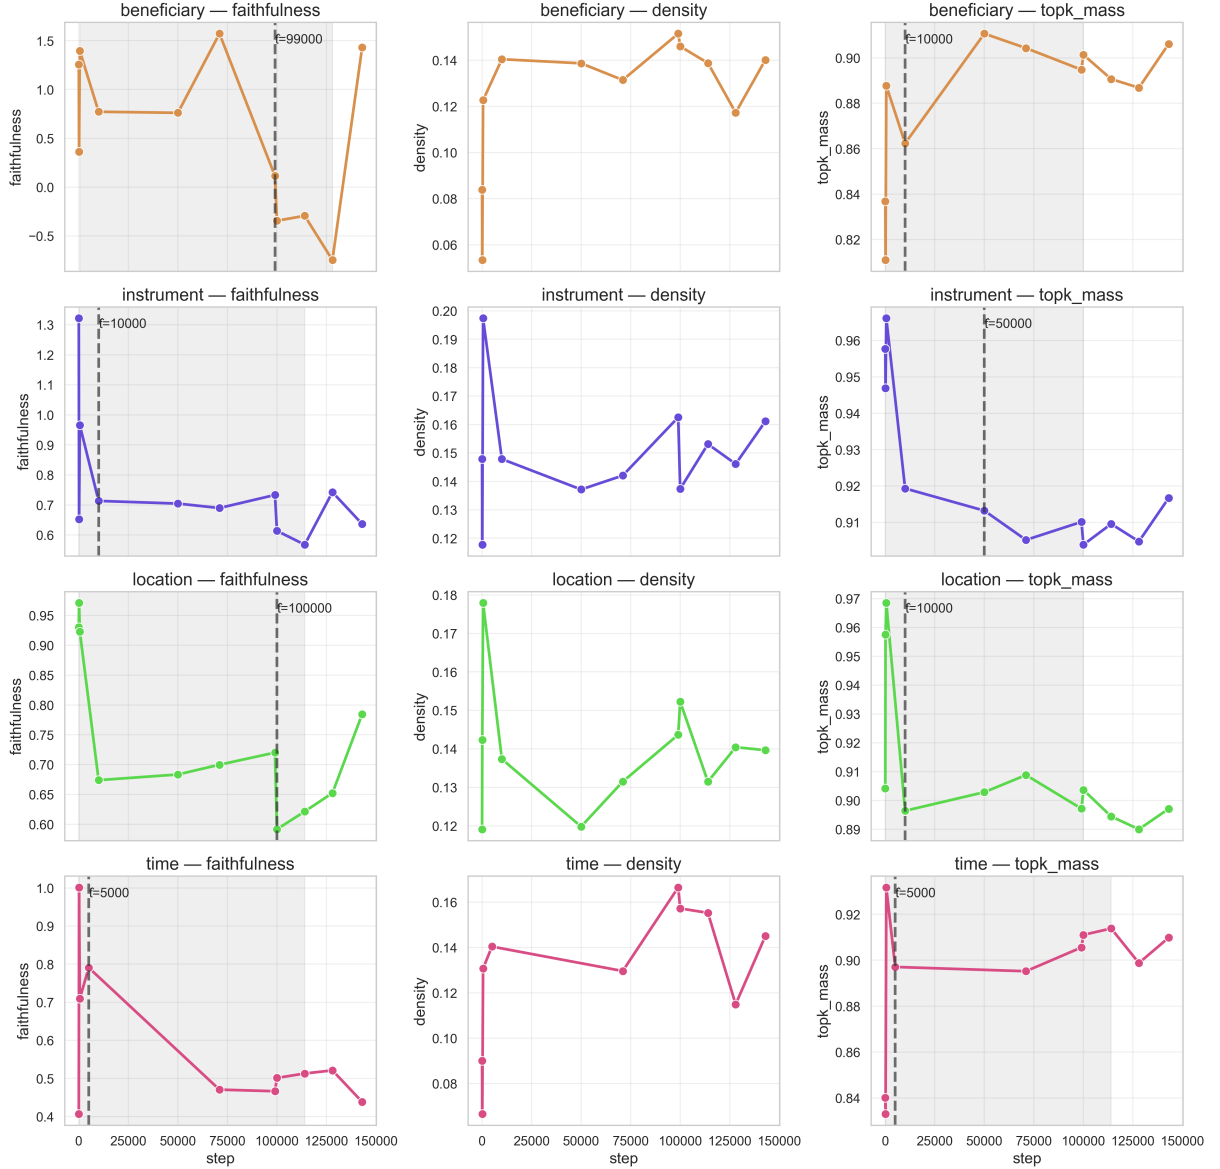 beneficiary — faithfulness
faithfulness
1.5
1.0
0.5
0.0
−0.5
t̂=99000
beneficiary — density
density
0.14
0.12
0.10
0.08
0.06
beneficiary — topk_mass
topk_mass
0.90
0.88
0.86
0.84
0.82
t̂=10000
instrument — faithfulness
faithfulness
1.3
1.2
1.1
1.0
0.9
0.8
0.7
0.6
t̂=10000
instrument — density
density
0.20
0.19
0.18
0.17
0.16
0.15
0.14
0.13
0.12
instrument — topk_mass
topk_mass
0.96
0.95
0.94
0.93
0.92
0.91
t̂=50000
location — faithfulness
faithfulness
0.95
0.90
0.85
0.80
0.75
0.70
0.65
0.60
t̂=100000
location — density
density
0.18
0.17
0.16
0.15
0.14
0.13
0.12
location — topk_mass
topk_mass
0.97
0.96
0.95
0.94
0.93
0.92
0.91
0.90
0.89
t̂=10000
time — faithfulness
faithfulness
1.0
0.9
0.8
0.7
0.6
0.5
0.4
t̂=5000
0 25000 50000 75000 100000 125000 150000
step
time — density
density
0.16
0.14
0.12
0.10
0.08
0 25000 50000 75000 100000 125000 150000
step
time — topk_mass
topk_mass
0.92
0.90
0.88
0.86
0.84
t̂=5000
0 25000 50000 75000 100000 125000 150000
step